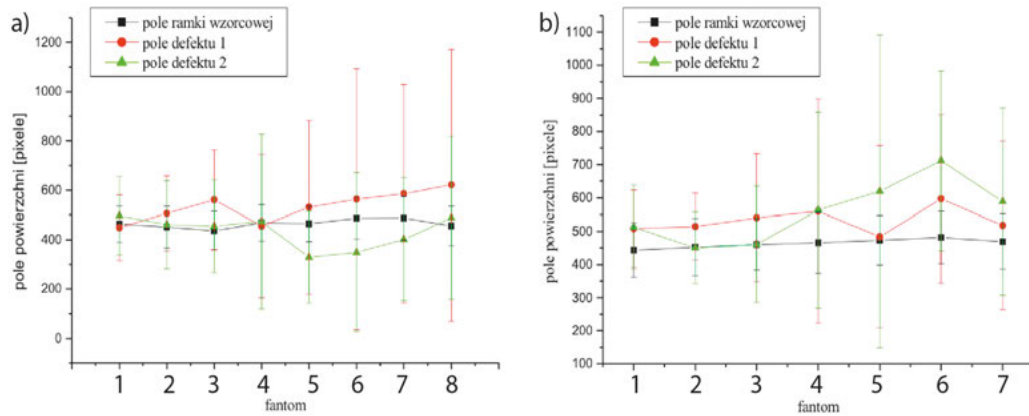 a)
pole ramki wzorcowej
pole defektu 1
pole defektu 2
pole powierzchni [pixele]
1200
1000
800
600
400
200
0
1 2 3 4 5 6 7 8
fantom
b)
pole ramki wzorcowej
pole defektu 1
pole defektu 2
pole powierzchni [pixele]
1100
1000
900
800
700
600
500
400
300
200
100
1 2 3 4 5 6 7
fantom